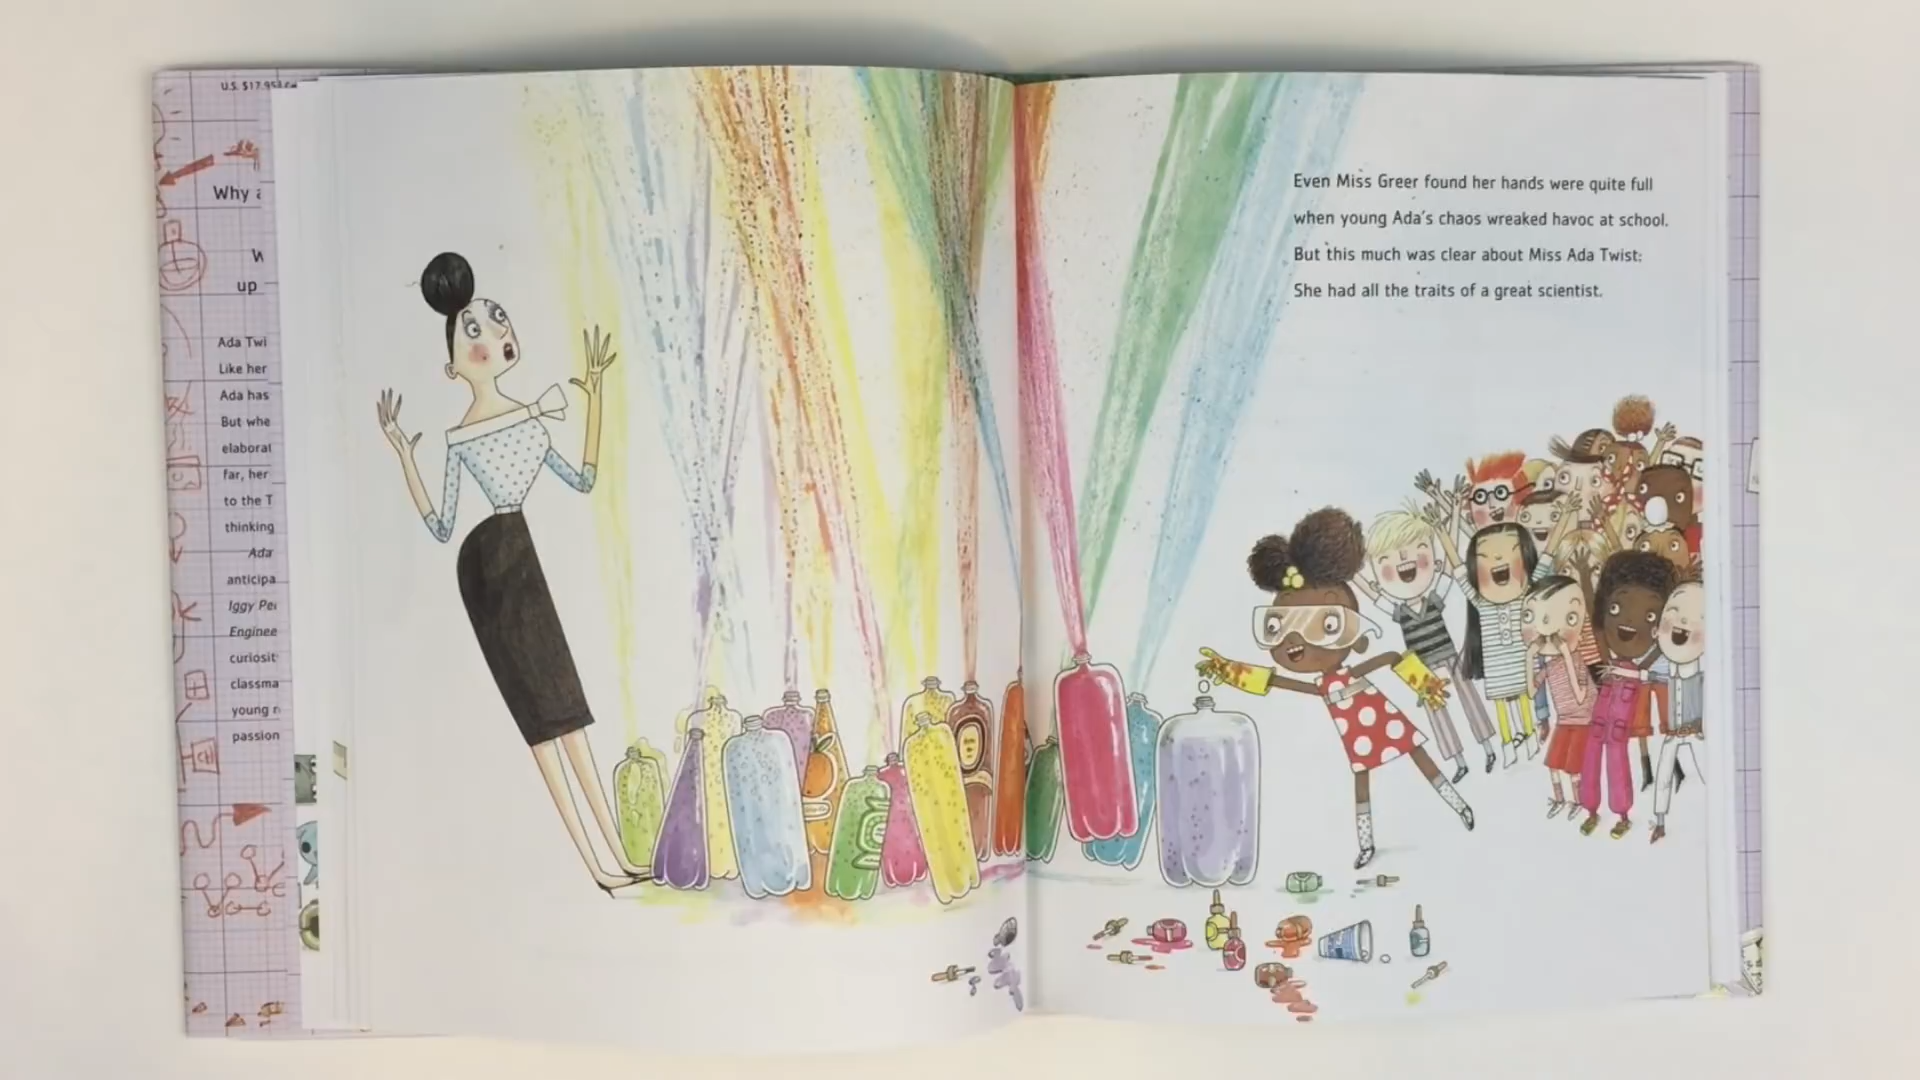 U.S. $17.95
Why
up
Ada Twi
Like her
Ada has
But whe
elaborat
far, her
to the T
thinking
Ada
anticipa
Iggy Pe
Enginee
curiosit
classma
young
passion
Even Miss Greer found her hands were quite full
when young Ada's chaos wreaked havoc at school.
But this much was clear about Miss Ada Twist:
She had all the traits of a great scientist.